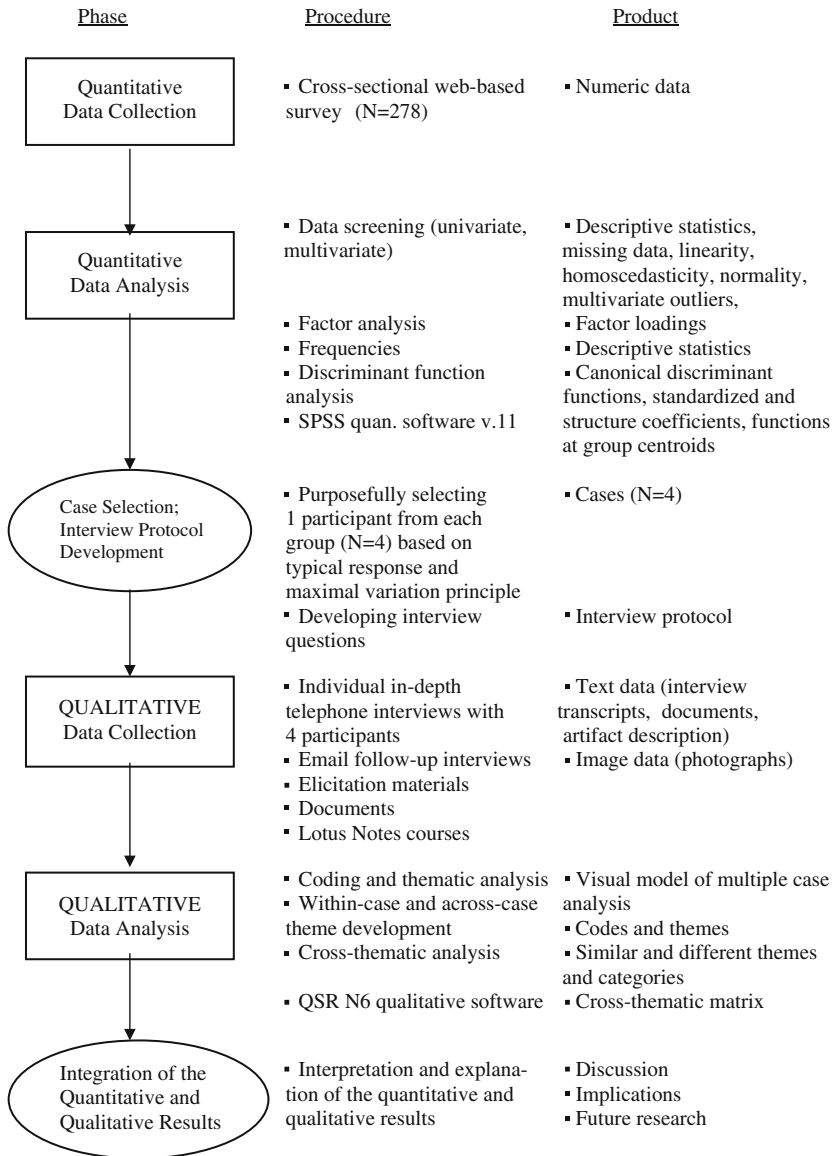 Phase Procedure Product
Quantitative
Data Collection
▪ Cross-sectional web-based
survey (N=278)
▪ Numeric data
Quantitative
Data Analysis
▪ Data screening (univariate,
multivariate)
▪ Factor analysis
▪ Frequencies
▪ Discriminant function
analysis
▪ SPSS quan. software v.11
▪ Descriptive statistics,
missing data, linearity,
homoscedasticity, normality,
multivariate outliers,
▪ Factor loadings
▪ Descriptive statistics
▪ Canonical discriminant
functions, standardized and
structure coefficients, functions
at group centroids
Case Selection;
Interview Protocol
Development
▪ Purposefully selecting
1 participant from each
group (N=4) based on
typical response and
maximal variation principle
▪ Developing interview
questions
▪ Cases (N=4)
▪ Interview protocol
QUALITATIVE
Data Collection
▪ Individual in-depth
telephone interviews with
4 participants
▪ Email follow-up interviews
▪ Elicitation materials
▪ Documents
▪ Lotus Notes courses
▪ Text data (interview
transcripts, documents,
artifact description)
▪ Image data (photographs)
QUALITATIVE
Data Analysis
▪ Coding and thematic analysis
▪ Within-case and across-case
theme development
▪ Cross-thematic analysis
▪ QSR N6 qualitative software
▪ Visual model of multiple case
analysis
▪ Codes and themes
▪ Similar and different themes
and categories
▪ Cross-thematic matrix
Integration of the
Quantitative and
Qualitative Results
▪ Interpretation and explana-
tion of the quantitative and
qualitative results
▪ Discussion
▪ Implications
▪ Future research